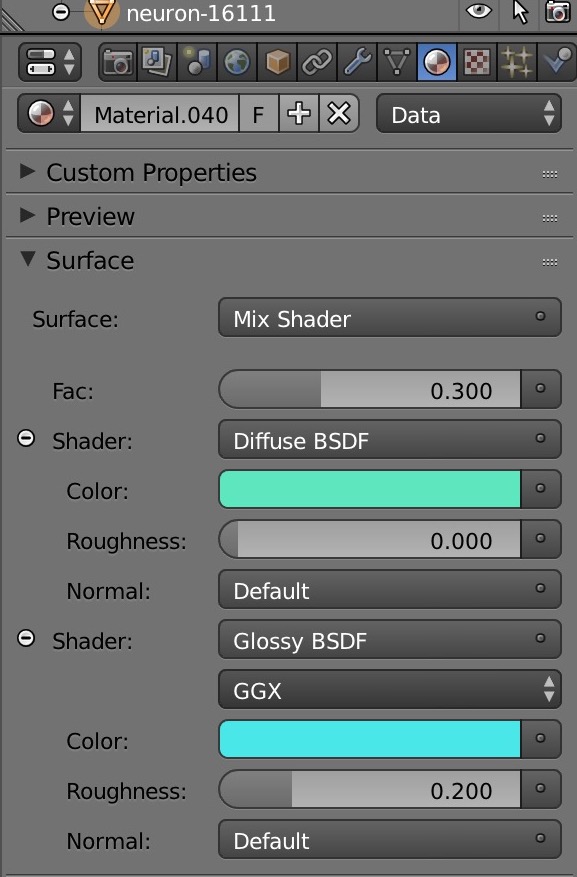 neuron-16111
Material.040 F Data
Custom Properties
Preview
Surface
Surface: Mix Shader
Fac: 0.300
Shader: Diffuse BSDF
Color:
Roughness: 0.000
Normal: Default
Shader: Glossy BSDF
GGX
Color:
Roughness: 0.200
Normal: Default